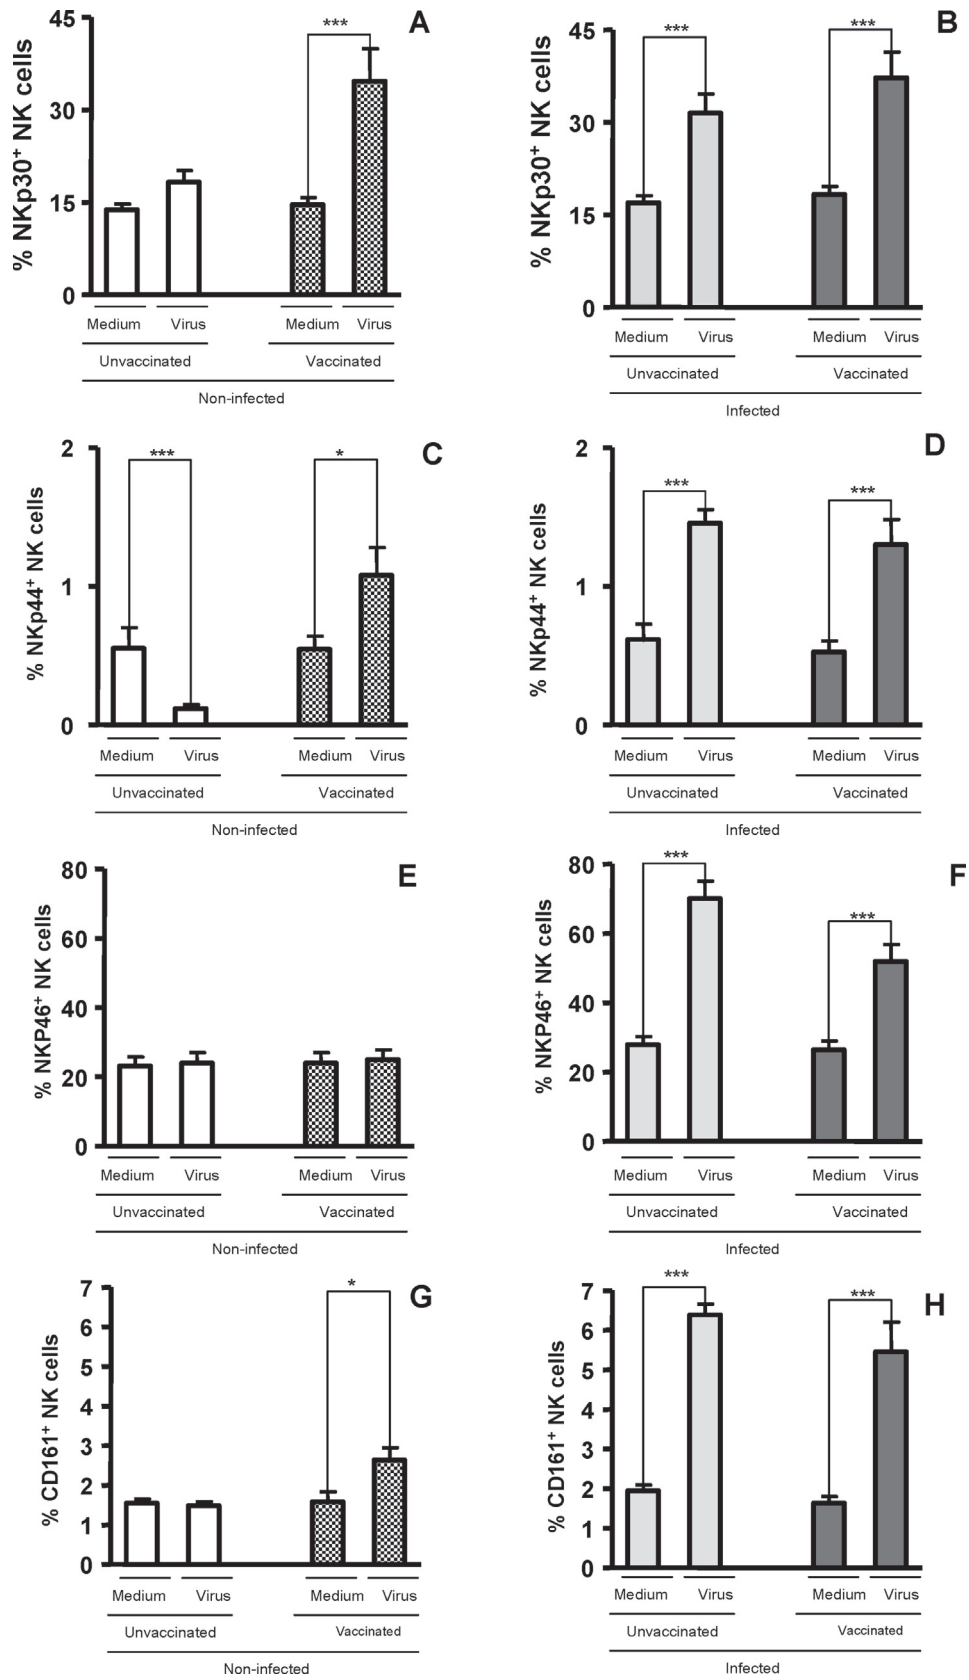 A
% NKp30+ NK cells
45
30
15
0
***
Medium Virus Medium Virus
Unvaccinated Vaccinated
Non-infected
B
% NKp30+ NK cells
45
30
15
0
*** ***
Medium Virus Medium Virus
Unvaccinated Vaccinated
Infected
C
% NKp44+ NK cells
2
1
0
*** *
Medium Virus Medium Virus
Unvaccinated Vaccinated
Non-infected
D
% NKp44+ NK cells
2
1
0
*** ***
Medium Virus Medium Virus
Unvaccinated Vaccinated
Infected
E
% NKP46+ NK cells
80
60
40
20
0
Medium Virus Medium Virus
Unvaccinated Vaccinated
Non-infected
F
% NKP46+ NK cells
80
60
40
20
0
*** ***
Medium Virus Medium Virus
Unvaccinated Vaccinated
Infected
G
% CD161+ NK cells
7
6
5
4
3
2
1
0
*
Medium Virus Medium Virus
Unvaccinated Vaccinated
Non-infected
H
% CD161+ NK cells
7
6
5
4
3
2
1
0
*** ***
Medium Virus Medium Virus
Unvaccinated Vaccinated
Infected